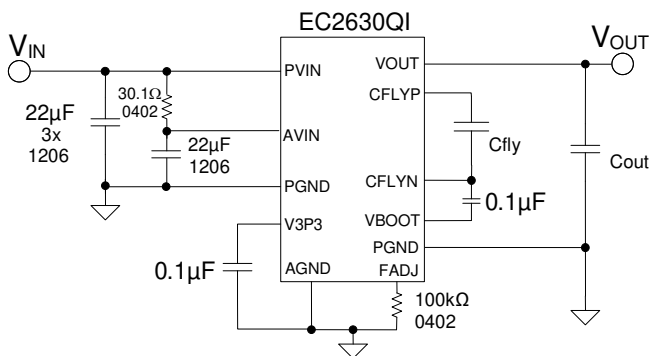 EC2630QI
VIN
VOUT
PVIN
VOUT
30.1Ω
0402
CFLYP
22µF
3x
1206
AVIN
22µF
1206
Cfly
Cout
PGND
CFLYN
0.1µF
V3P3
VBOOT
PGND
0.1µF
AGND
FADJ
100kΩ
0402